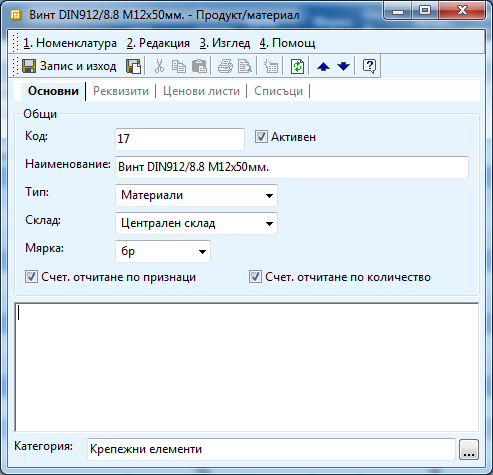 Винт DIN912/8.8 M12x50мм. - Продукт/материал
1. Номенклатура 2. Редакция 3. Изглед 4. Помощ
Запис и изход
Основни Реквизити Ценови листи Списъци
Общи
Код: 17 Активен
Наименование: Винт DIN912/8.8 M12x50мм.
Тип: Материали
Склад: Централен склад
Мярка: бр
Счет. отчитане по признаци Счет. отчитане по количество
Категория: Крепежни елементи ...